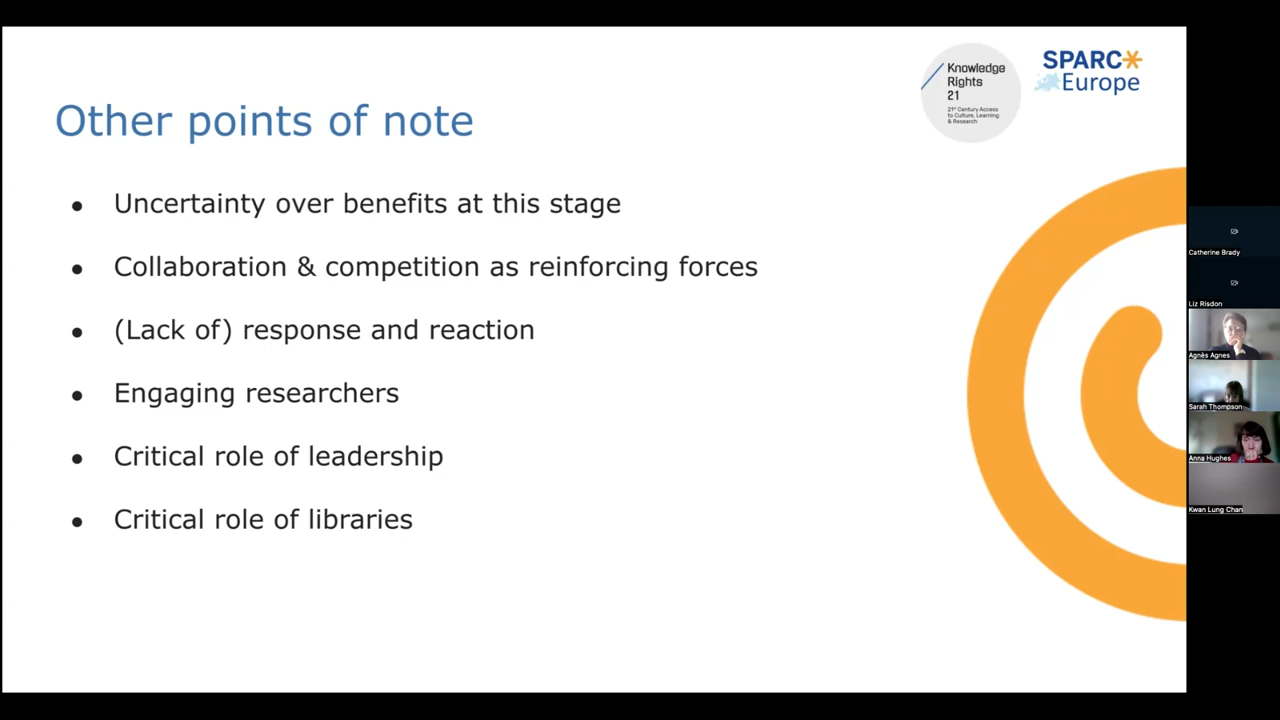 Knowledge
Rights
21
21st Century Access
to Culture, Learning
& Research
SPARC
Europe
Other points of note
Uncertainty over benefits at this stage
Collaboration & competition as reinforcing forces
(Lack of) response and reaction
Engaging researchers
Critical role of leadership
Critical role of libraries
Catherine Brady
Liz Risdon
Agnès Agnes
Sarah Thompson
Anna Hughes
Kwan Lung Chan